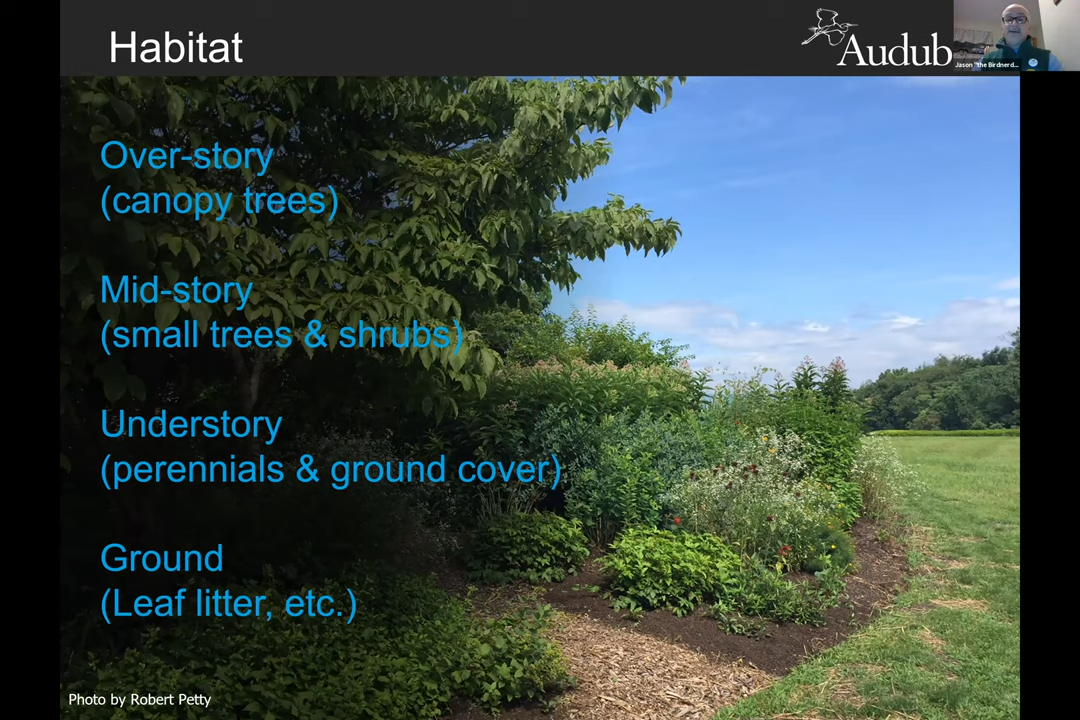 Habitat
Audub
Jason "the Birdnerd...
Over-story
(canopy trees)
Mid-story
(small trees & shrubs)
Understory
(perennials & ground cover)
Ground
(Leaf litter, etc.)
Photo by Robert Petty